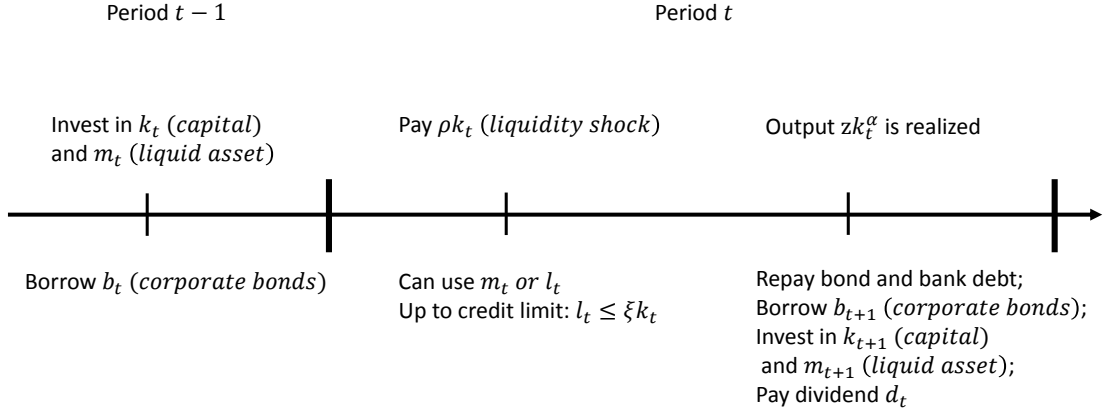 Period t − 1
Period t
Invest in k_t (capital)
and m_t (liquid asset)
Pay ρk_t (liquidity shock)
Output zk_t^α is realized
Borrow b_t (corporate bonds)
Can use m_t or l_t
Up to credit limit: l_t ≤ ξk_t
Repay bond and bank debt;
Borrow b_{t+1} (corporate bonds);
Invest in k_{t+1} (capital)
and m_{t+1} (liquid asset);
Pay dividend d_t